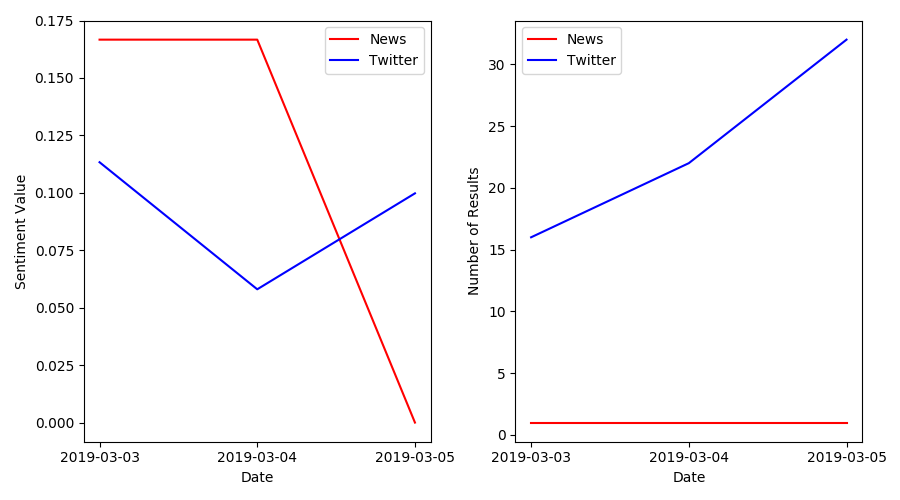 0.175
0.150
0.125
0.100
0.075
0.050
0.025
0.000
Sentiment Value
2019-03-03 2019-03-04 2019-03-05
Date
News
Twitter
30
25
20
15
10
5
0
Number of Results
2019-03-03 2019-03-04 2019-03-05
Date
News
Twitter